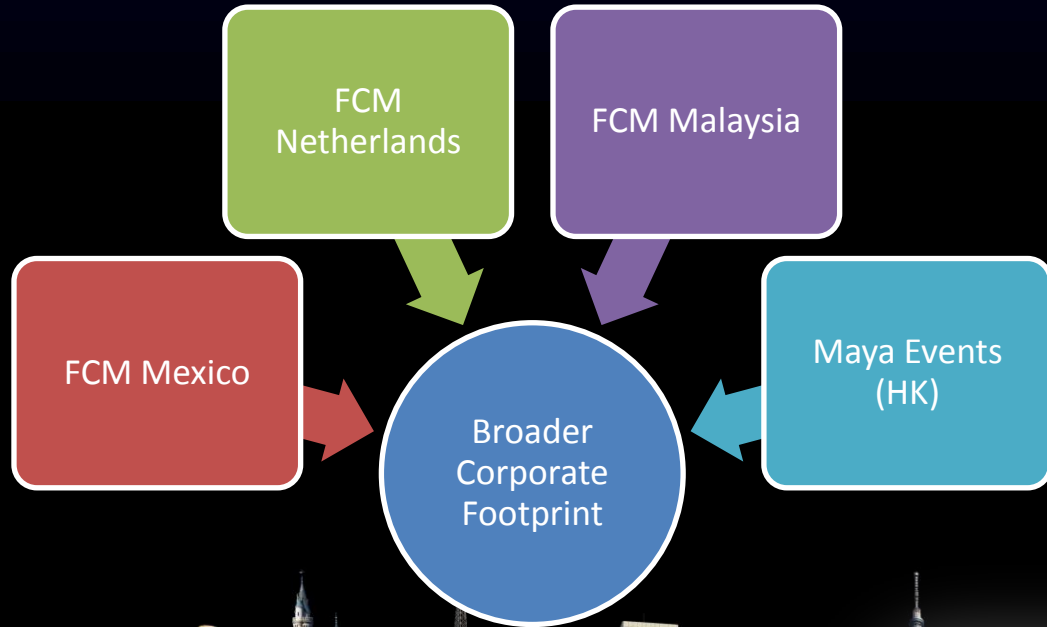 FCM
Netherlands
FCM Malaysia
FCM Mexico
Maya Events
(HK)
Broader
Corporate
Footprint